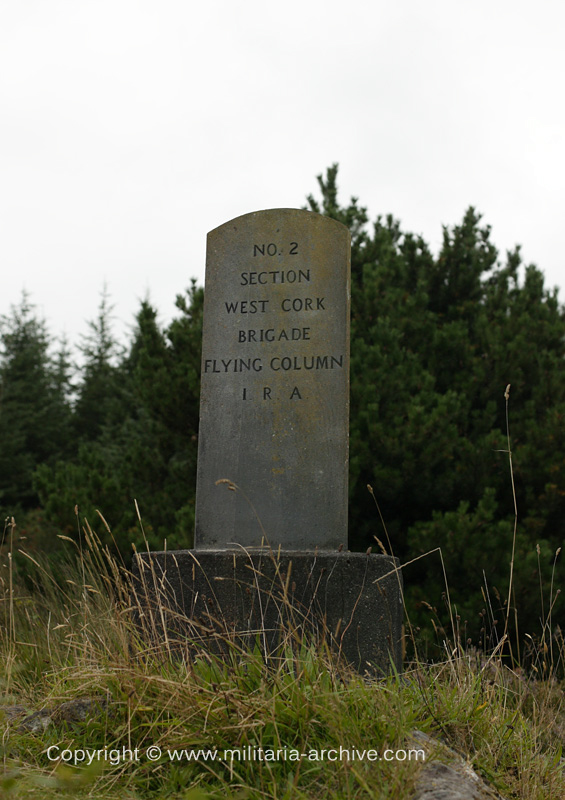 NO. 2
SECTION
WEST CORK
BRIGADE
FLYING COLUMN
I R A
Copyright © www.militaria-archive.com